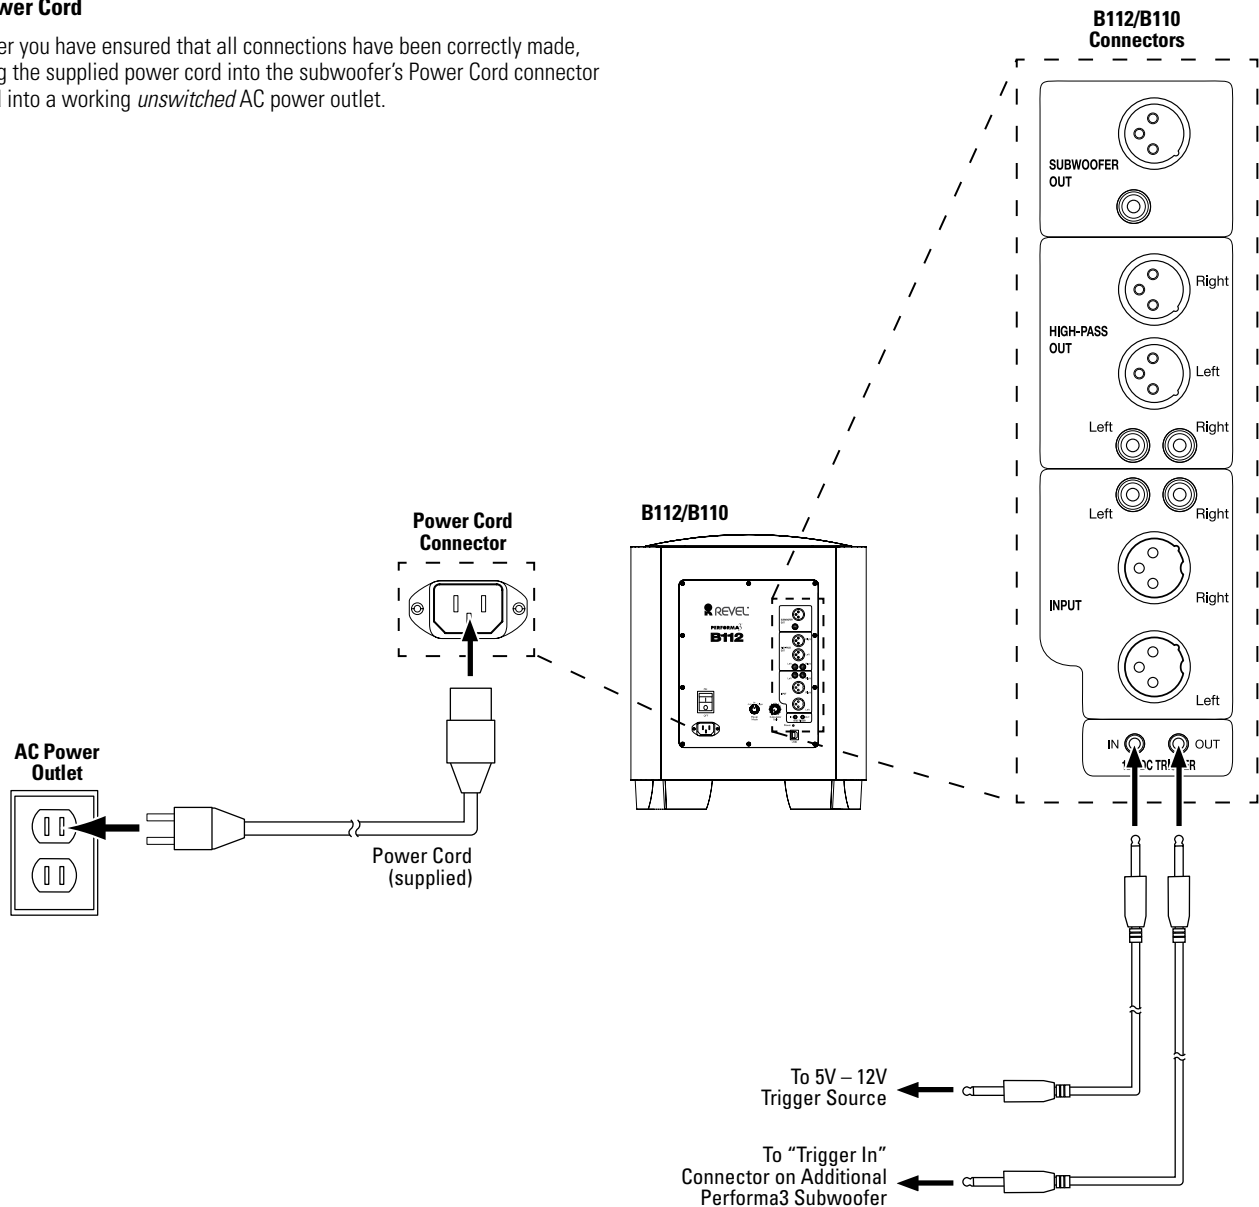 wer Cord
er you have ensured that all connections have been correctly made,
g the supplied power cord into the subwoofer's Power Cord connector
into a working unswitched AC power outlet.
B112/B110
Connectors
SUBWOOFER
OUT
Right
HIGH-PASS
OUT
Left
Left
Right
Left
Right
INPUT
Right
Left
IN
OUT
Power Cord
Connector
B112/B110
REVEL
PERFORMA3
B112
AC Power
Outlet
Power Cord
(supplied)
To 5V – 12V
Trigger Source
To “Trigger In”
Connector on Additional
Performa3 Subwoofer